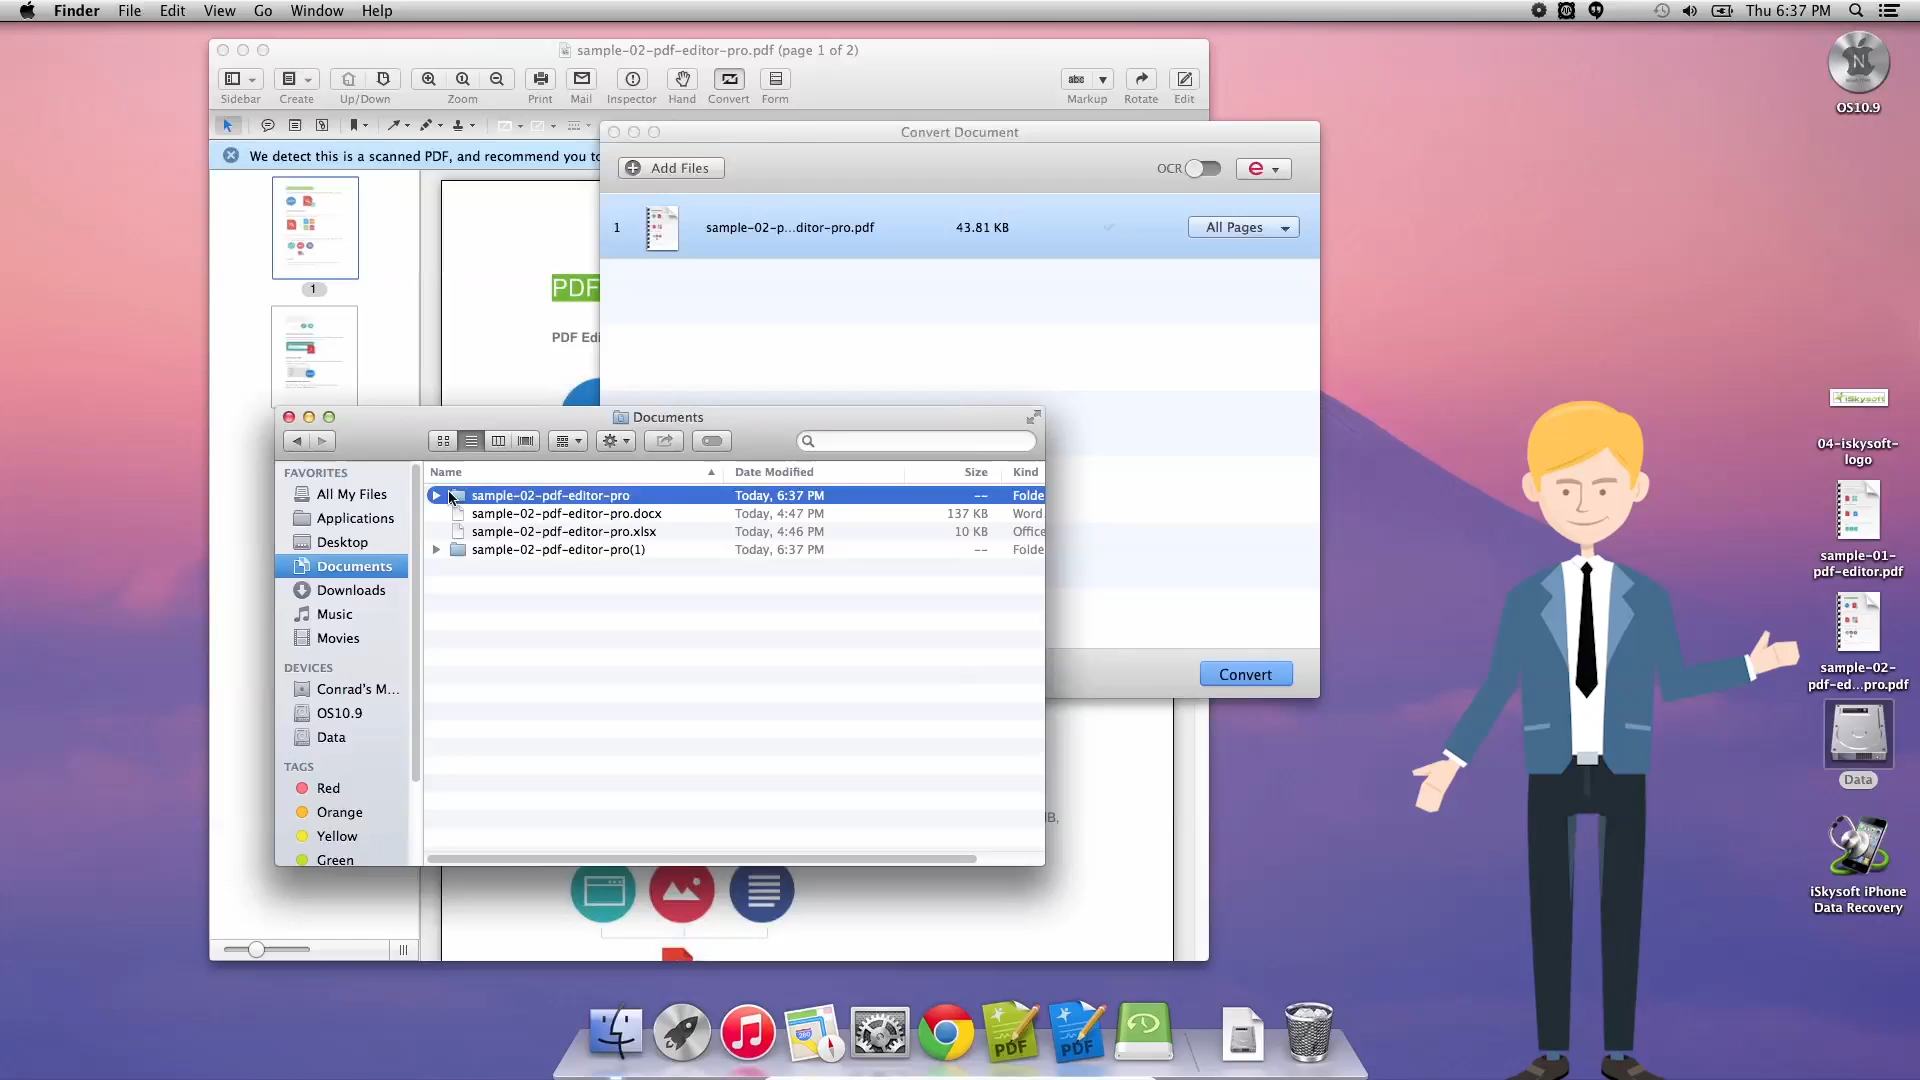 Finder File Edit View Go Window Help
Thu 6:37 PM
sample-02-pdf-editor-pro.pdf (page 1 of 2)
Sidebar Create Up/Down Zoom Print Mail Inspector Hand Convert Form
abc
Markup Rotate Edit
We detect this is a scanned PDF, and recommend you to
Convert Document
Add Files
OCR
1 sample-02-p...ditor-pro.pdf 43.81 KB All Pages
Convert
1
PDF
PDF Edi
Documents
Name Date Modified Size Kind
sample-02-pdf-editor-pro Today, 6:37 PM -- Folde
sample-02-pdf-editor-pro.docx Today, 4:47 PM 137 KB Word
sample-02-pdf-editor-pro.xlsx Today, 4:46 PM 10 KB Office
sample-02-pdf-editor-pro(1) Today, 6:37 PM -- Folde
FAVORITES
All My Files
Applications
Desktop
Documents
Downloads
Music
Movies
DEVICES
Conrad's M...
OS10.9
Data
TAGS
Red
Orange
Yellow
Green
IB,
N
OS10.9
iSkysoft
04-iskysoft-
logo
sample-01-
pdf-editor.pdf
sample-02-
pdf-ed...pro.pdf
Data
iSkysoft iPhone
Data Recovery
280
PDF
PDF